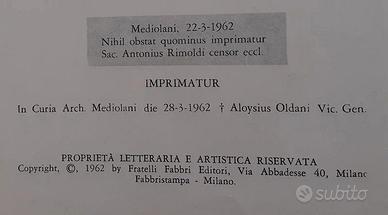 Mediolani, 22-3-1962
Nihil obstat quominus imprimatur
Sac. Antonius Rimoldi censor eccl.
IMPRIMATUR
In Curia Arch. Mediolani die 28-3-1962 † Aloysius Oldani Vic. Gen.
PROPRIETÀ LETTERARIA E ARTISTICA RISERVATA
Copyright, ©, 1962 by Fratelli Fabbri Editori, Via Abbadesse 40, Milano
Fabbristampa - Milano.
subito